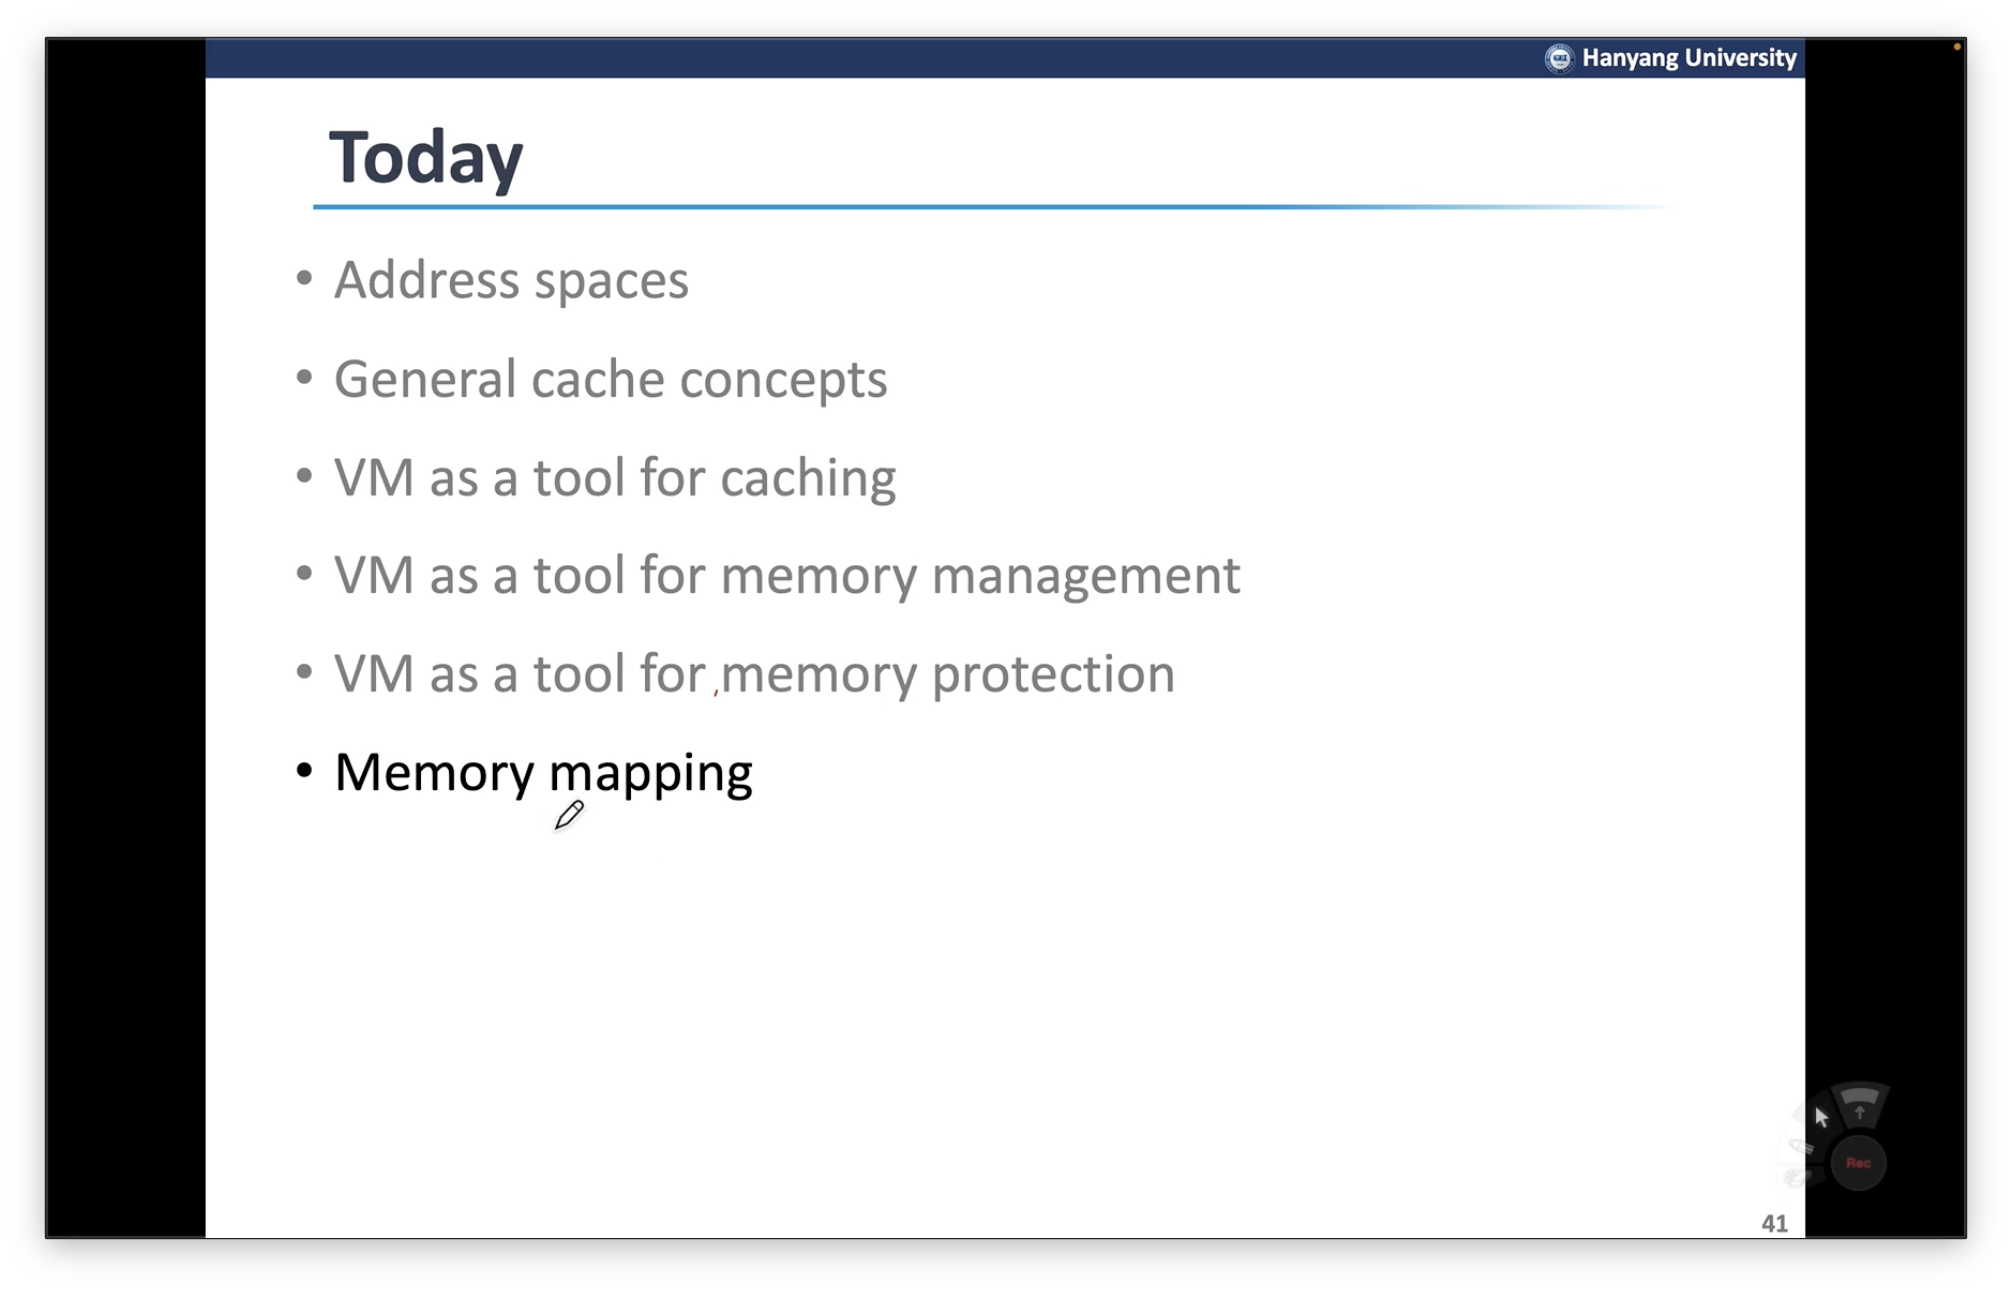 Hanyang University
Today
• Address spaces
• General cache concepts
• VM as a tool for caching
• VM as a tool for memory management
• VM as a tool for memory protection
• Memory mapping
Rec
41